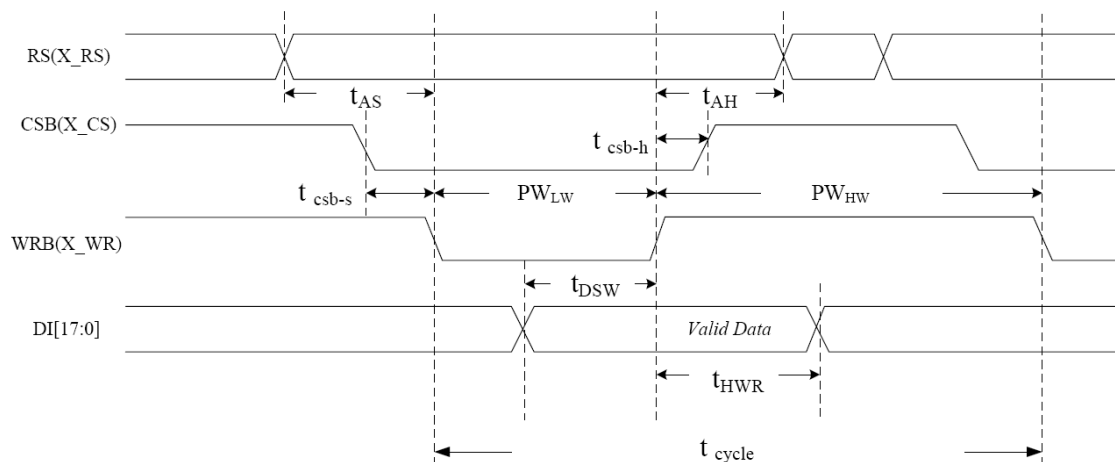 RS(X_RS)
tAS
tAH
CSB(X_CS)
t csb-h
t csb-s
PWLW
PWHW
WRB(X_WR)
tDSW
DI[17:0]
Valid Data
tHWR
t cycle